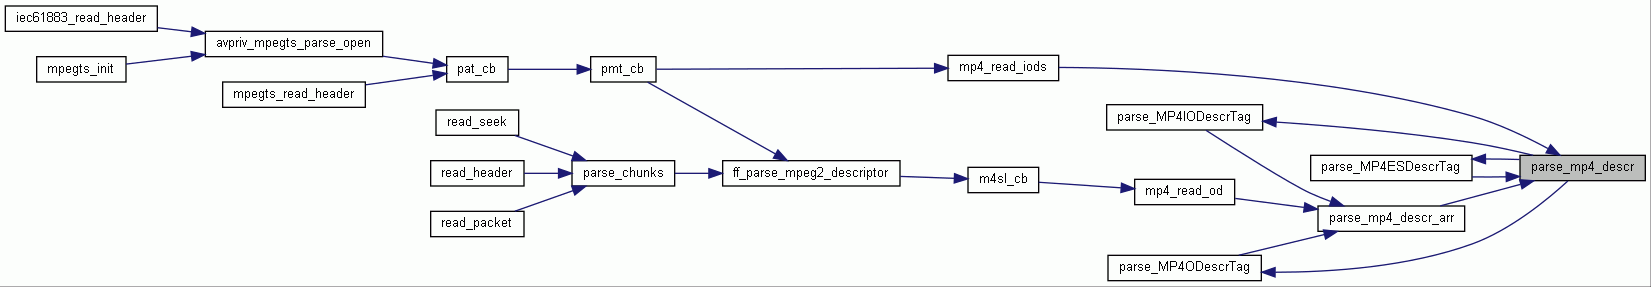 iec61883_read_header
mpegts_init
avpriv_mpegts_parse_open
mpegts_read_header
pat_cb
read_seek
read_header
read_packet
pmt_cb
parse_chunks
ff_parse_mpeg2_descriptor
mp4_read_iods
m4sl_cb
parse_MP4IODescrTag
mp4_read_od
parse_MP4ODescrTag
parse_MP4ESDescrTag
parse_mp4_descr_arr
parse_mp4_descr